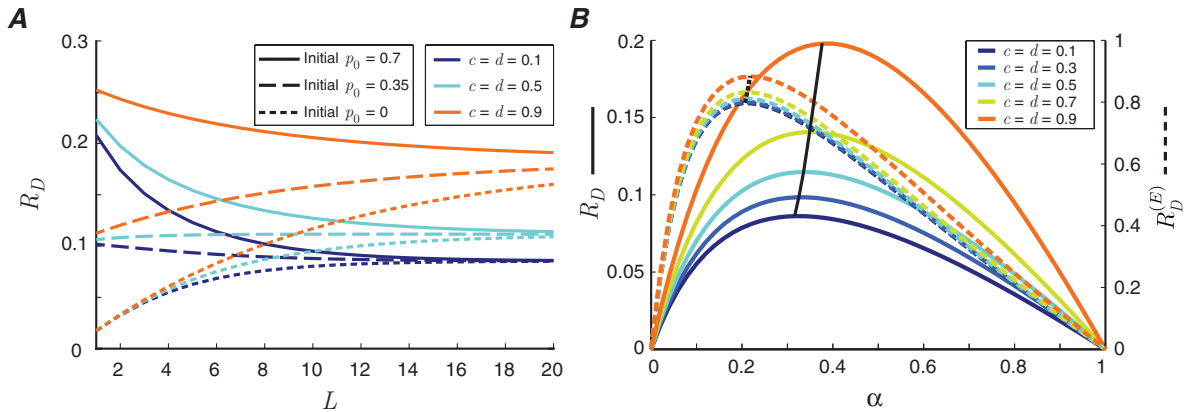 A
0.3
0.2
0.1
0
R_D
2 4 6 8 10 12 14 16 18 20
L
Initial p_0 = 0.7
Initial p_0 = 0.35
Initial p_0 = 0
c = d = 0.1
c = d = 0.5
c = d = 0.9
B
0.2
0.15
0.1
0.05
0
R_D
0 0.2 0.4 0.6 0.8 1
α
c = d = 0.1
c = d = 0.3
c = d = 0.5
c = d = 0.7
c = d = 0.9
1
0.8
0.6
0.4
0.2
0
R_D^(E)